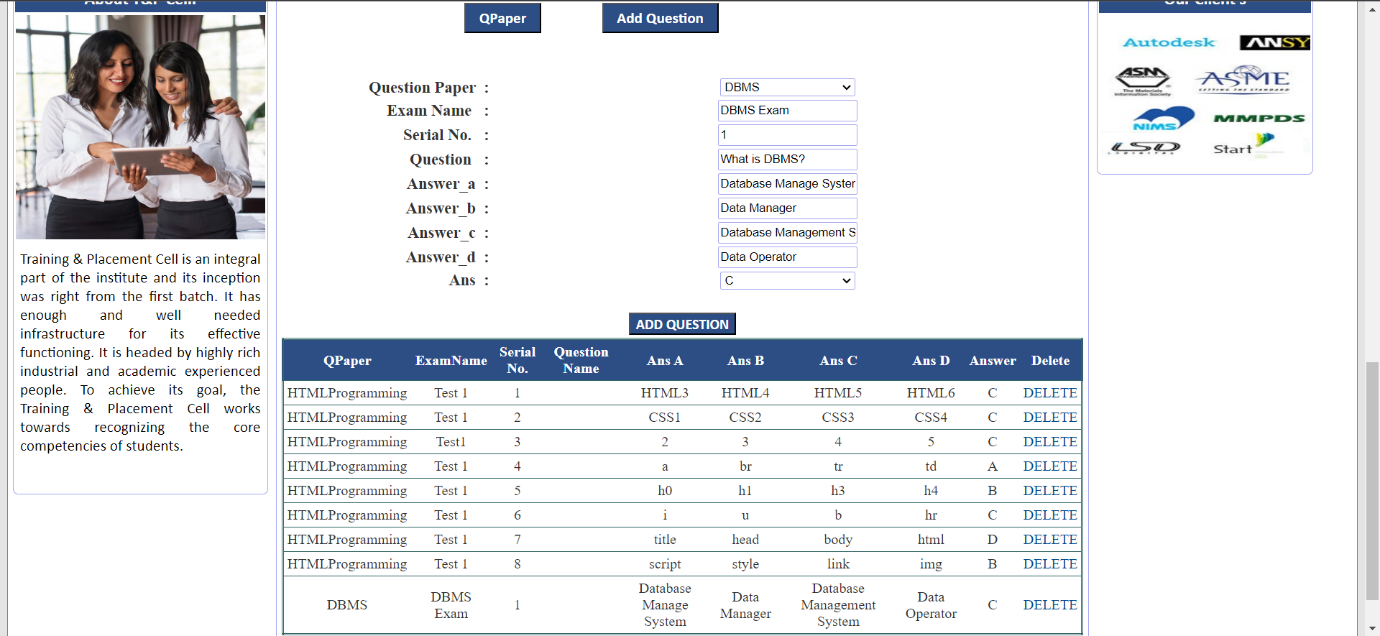 About T&P Cell
Training & Placement Cell is an integral
part of the institute and its inception
was right from the first batch. It has
enough and well needed
infrastructure for its effective
functioning. It is headed by highly rich
industrial and academic experienced
people. To achieve its goal, the
Training & Placement Cell works
towards recognizing the core
competencies of students.
QPaper Add Question
Question Paper : DBMS
Exam Name : DBMS Exam
Serial No. : 1
Question : What is DBMS?
Answer_a : Database Manage Syster
Answer_b : Data Manager
Answer_c : Database Management S
Answer_d : Data Operator
Ans : C
ADD QUESTION
QPaper ExamName Serial No. Question Name Ans A Ans B Ans C Ans D Answer Delete
HTMLProgramming Test 1 1 HTML3 HTML4 HTML5 HTML6 C DELETE
HTMLProgramming Test 1 2 CSS1 CSS2 CSS3 CSS4 C DELETE
HTMLProgramming Test1 3 2 3 4 5 C DELETE
HTMLProgramming Test 1 4 a br tr td A DELETE
HTMLProgramming Test 1 5 h0 h1 h3 h4 B DELETE
HTMLProgramming Test 1 6 i u b hr C DELETE
HTMLProgramming Test 1 7 title head body html D DELETE
HTMLProgramming Test 1 8 script style link img B DELETE
DBMS DBMS Exam 1 Database Manage System Data Manager Database Management System Data Operator C DELETE
Our Client's
Autodesk ANSY
ASM ASME
The Materials
Information Society
SETTING THE STANDARD
NIMS MMPDS
LSD Start